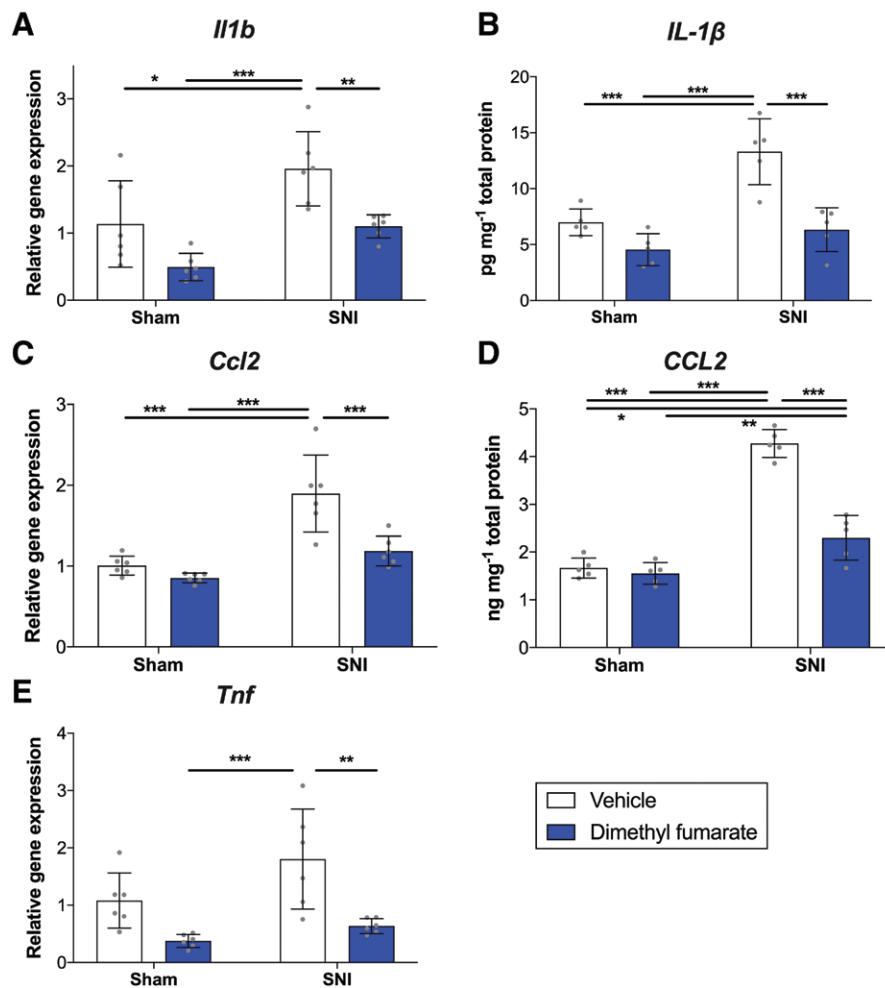 A
Il1b
* *** **
Relative gene expression
3
2
1
0
Sham SNI
B
IL-1β
*** *** ***
pg mg⁻¹ total protein
20
15
10
5
0
Sham SNI
C
Ccl2
*** *** ***
Relative gene expression
3
2
1
0
Sham SNI
D
CCL2
*** *** ***
* **
ng mg⁻¹ total protein
5
4
3
2
1
0
Sham SNI
E
Tnf
*** **
Relative gene expression
4
3
2
1
0
Sham SNI
Vehicle
Dimethyl fumarate